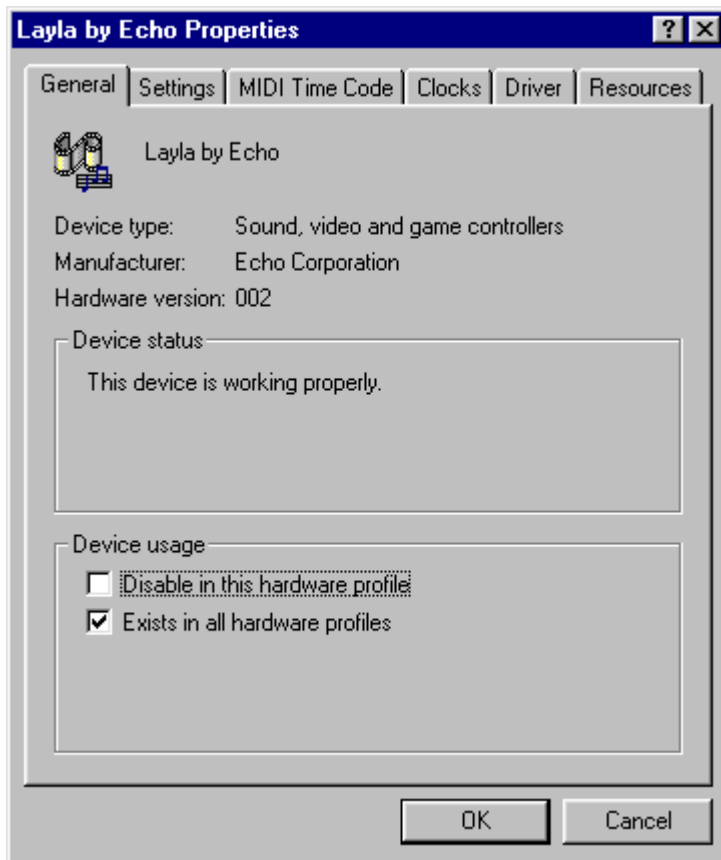 Layla by Echo Properties
General Settings MIDI Time Code Clocks Driver Resources
Layla by Echo
Device type: Sound, video and game controllers
Manufacturer: Echo Corporation
Hardware version: 002
Device status
This device is working properly.
Device usage
Disable in this hardware profile
Exists in all hardware profiles
OK Cancel